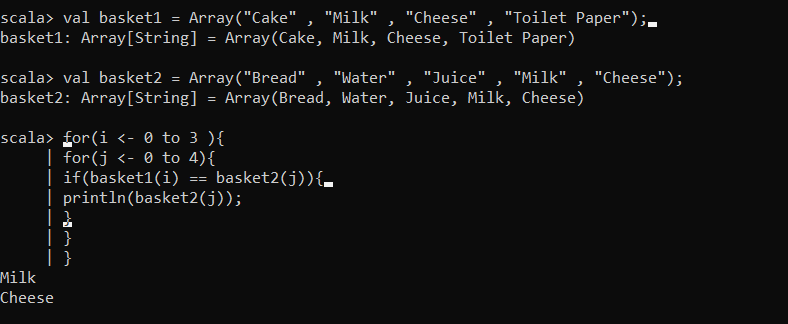 scala> val basket1 = Array("Cake" , "Milk" , "Cheese" , "Toilet Paper");
basket1: Array[String] = Array(Cake, Milk, Cheese, Toilet Paper)
scala> val basket2 = Array("Bread" , "Water" , "Juice" , "Milk" , "Cheese");
basket2: Array[String] = Array(Bread, Water, Juice, Milk, Cheese)
scala> for(i <- 0 to 3 ){
     | for(j <- 0 to 4){
     | if(basket1(i) == basket2(j)){
     | println(basket2(j));
     | }
     | }
     | }
Milk
Cheese